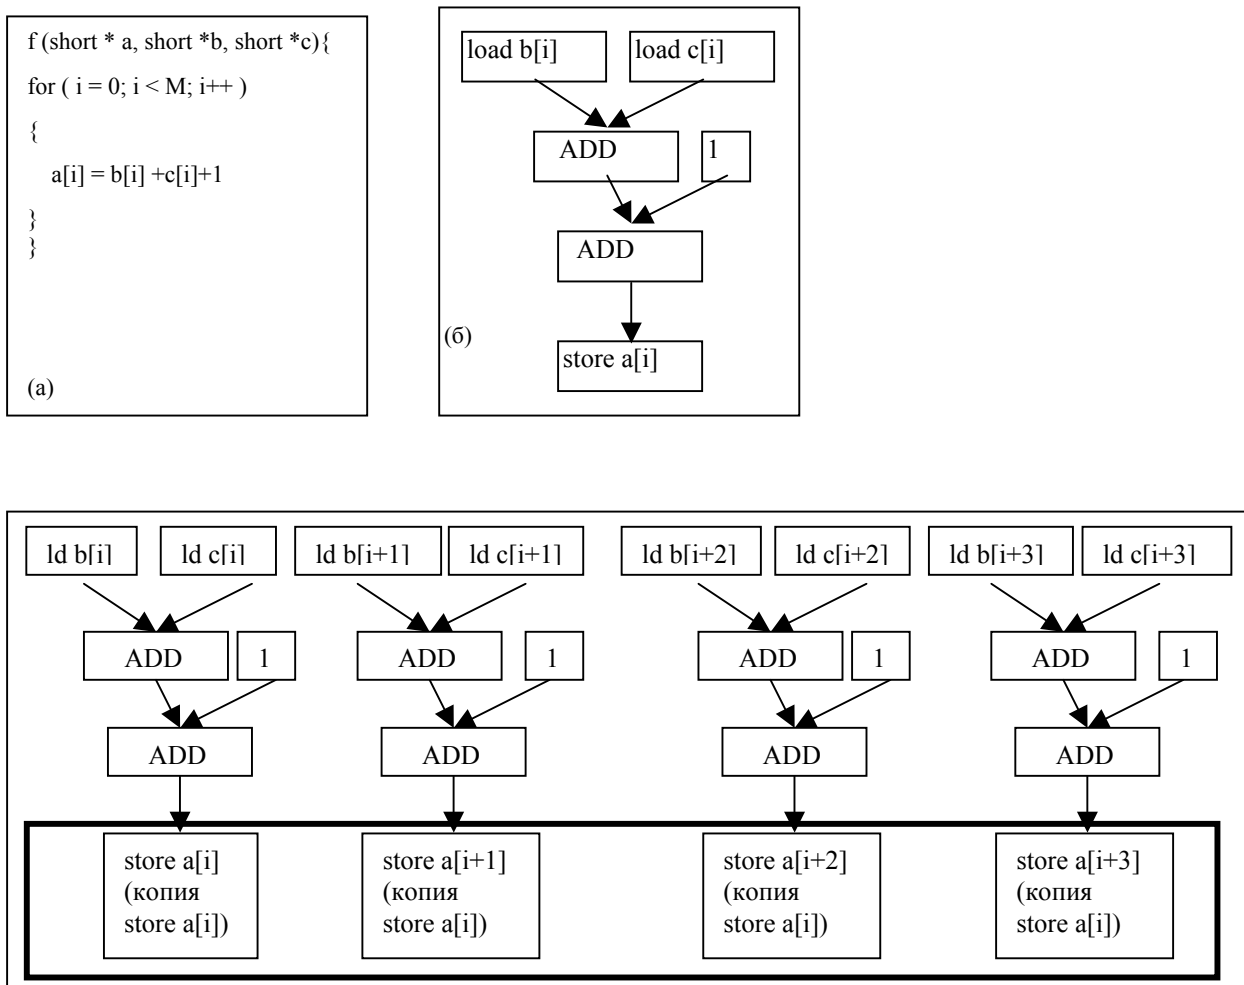 f (short * a, short *b, short *c){
for ( i = 0; i < M; i++ )
{
a[i] = b[i] +c[i]+1
}
}
(а)
load b[i]
load c[i]
ADD
1
ADD
(б)
store a[i]
ld b[i]
ld c[i]
ld b[i+1]
ld c[i+1]
ld b[i+2]
ld c[i+2]
ld b[i+3]
ld c[i+3]
ADD
1
ADD
1
ADD
1
ADD
1
ADD
ADD
ADD
ADD
store a[i]
(копия
store a[i])
store a[i+1]
(копия
store a[i])
store a[i+2]
(копия
store a[i])
store a[i+3]
(копия
store a[i])